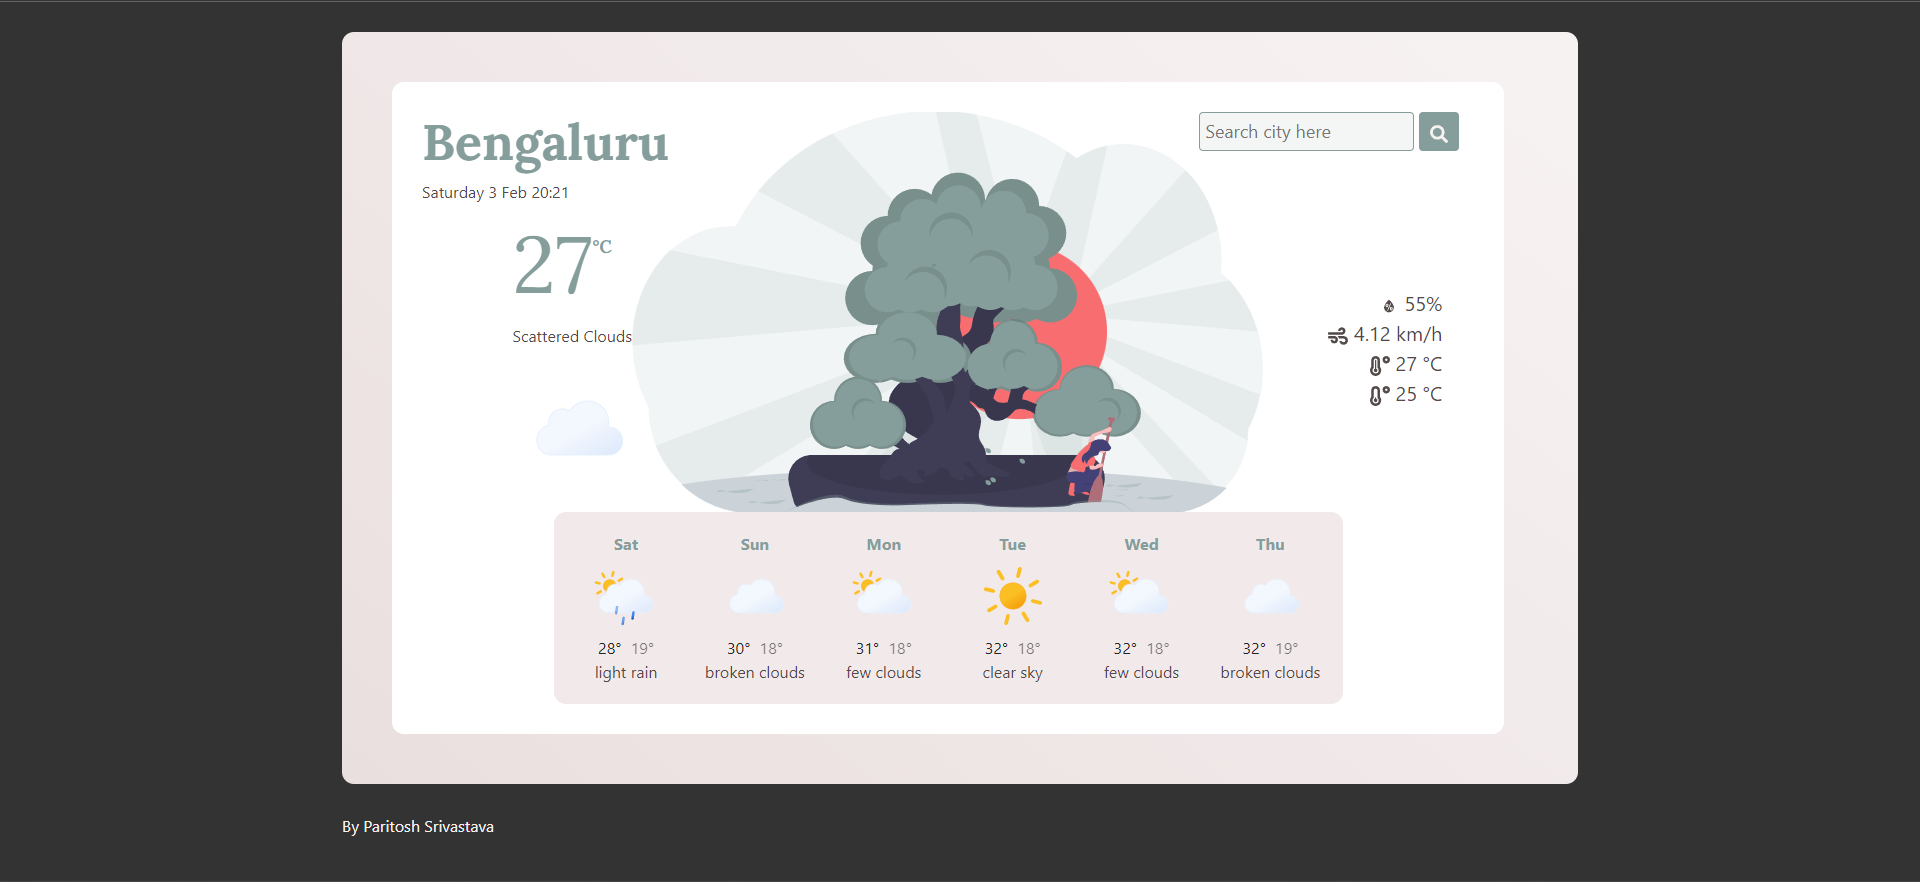 Bengaluru
Search city here
Saturday 3 Feb 20:21
27°C
Scattered Clouds
55%
4.12 km/h
27 °C
25 °C
Sat Sun Mon Tue Wed Thu
28° 19° 30° 18° 31° 18° 32° 18° 32° 18° 32° 19°
light rain broken clouds few clouds clear sky few clouds broken clouds
By Paritosh Srivastava